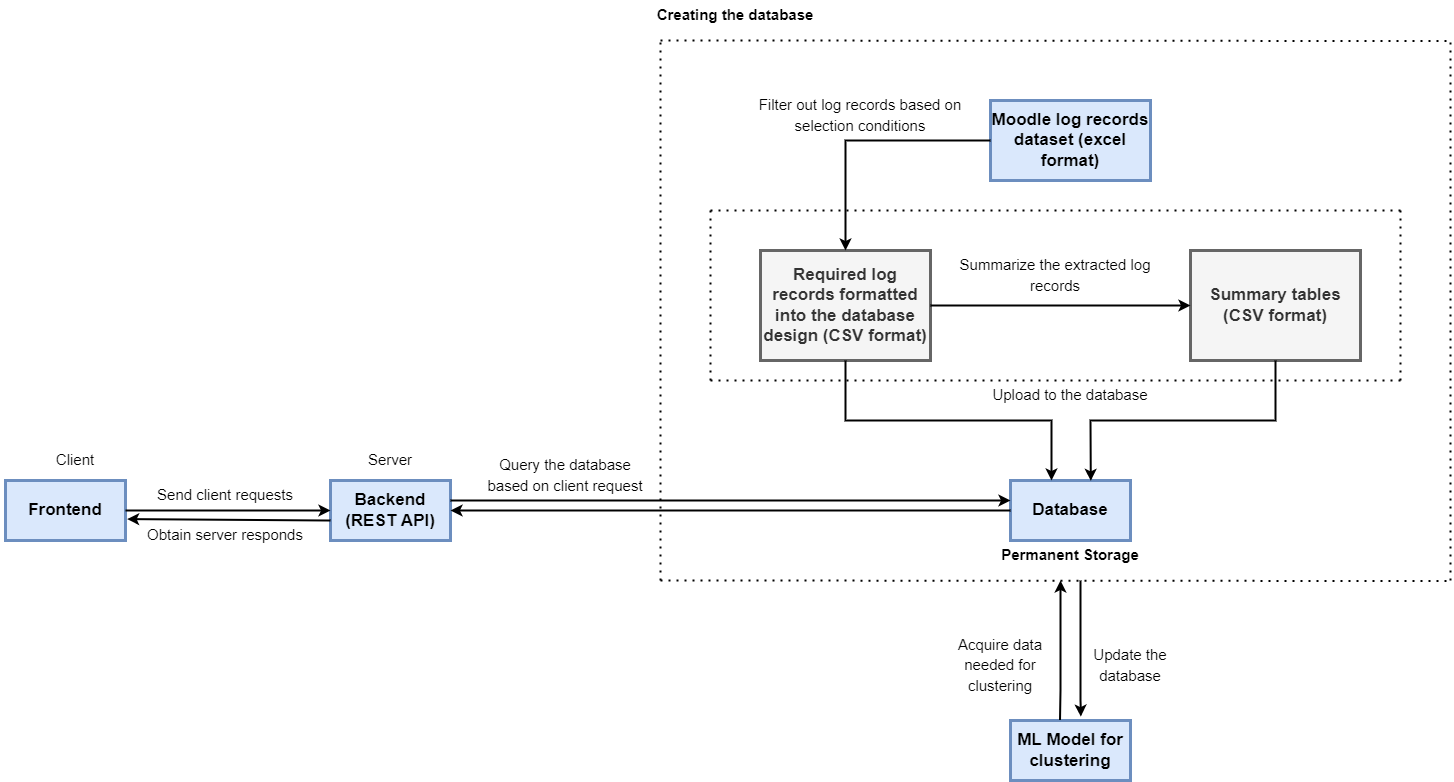 Creating the database
Filter out log records based on
selection conditions
Moodle log records
dataset (excel
format)
Required log
records formatted
into the database
design (CSV format)
Summarize the extracted log
records
Summary tables
(CSV format)
Upload to the database
Client
Frontend
Send client requests
Obtain server responds
Server
Backend
(REST API)
Query the database
based on client request
Database
Permanent Storage
Acquire data
needed for
clustering
Update the
database
ML Model for
clustering